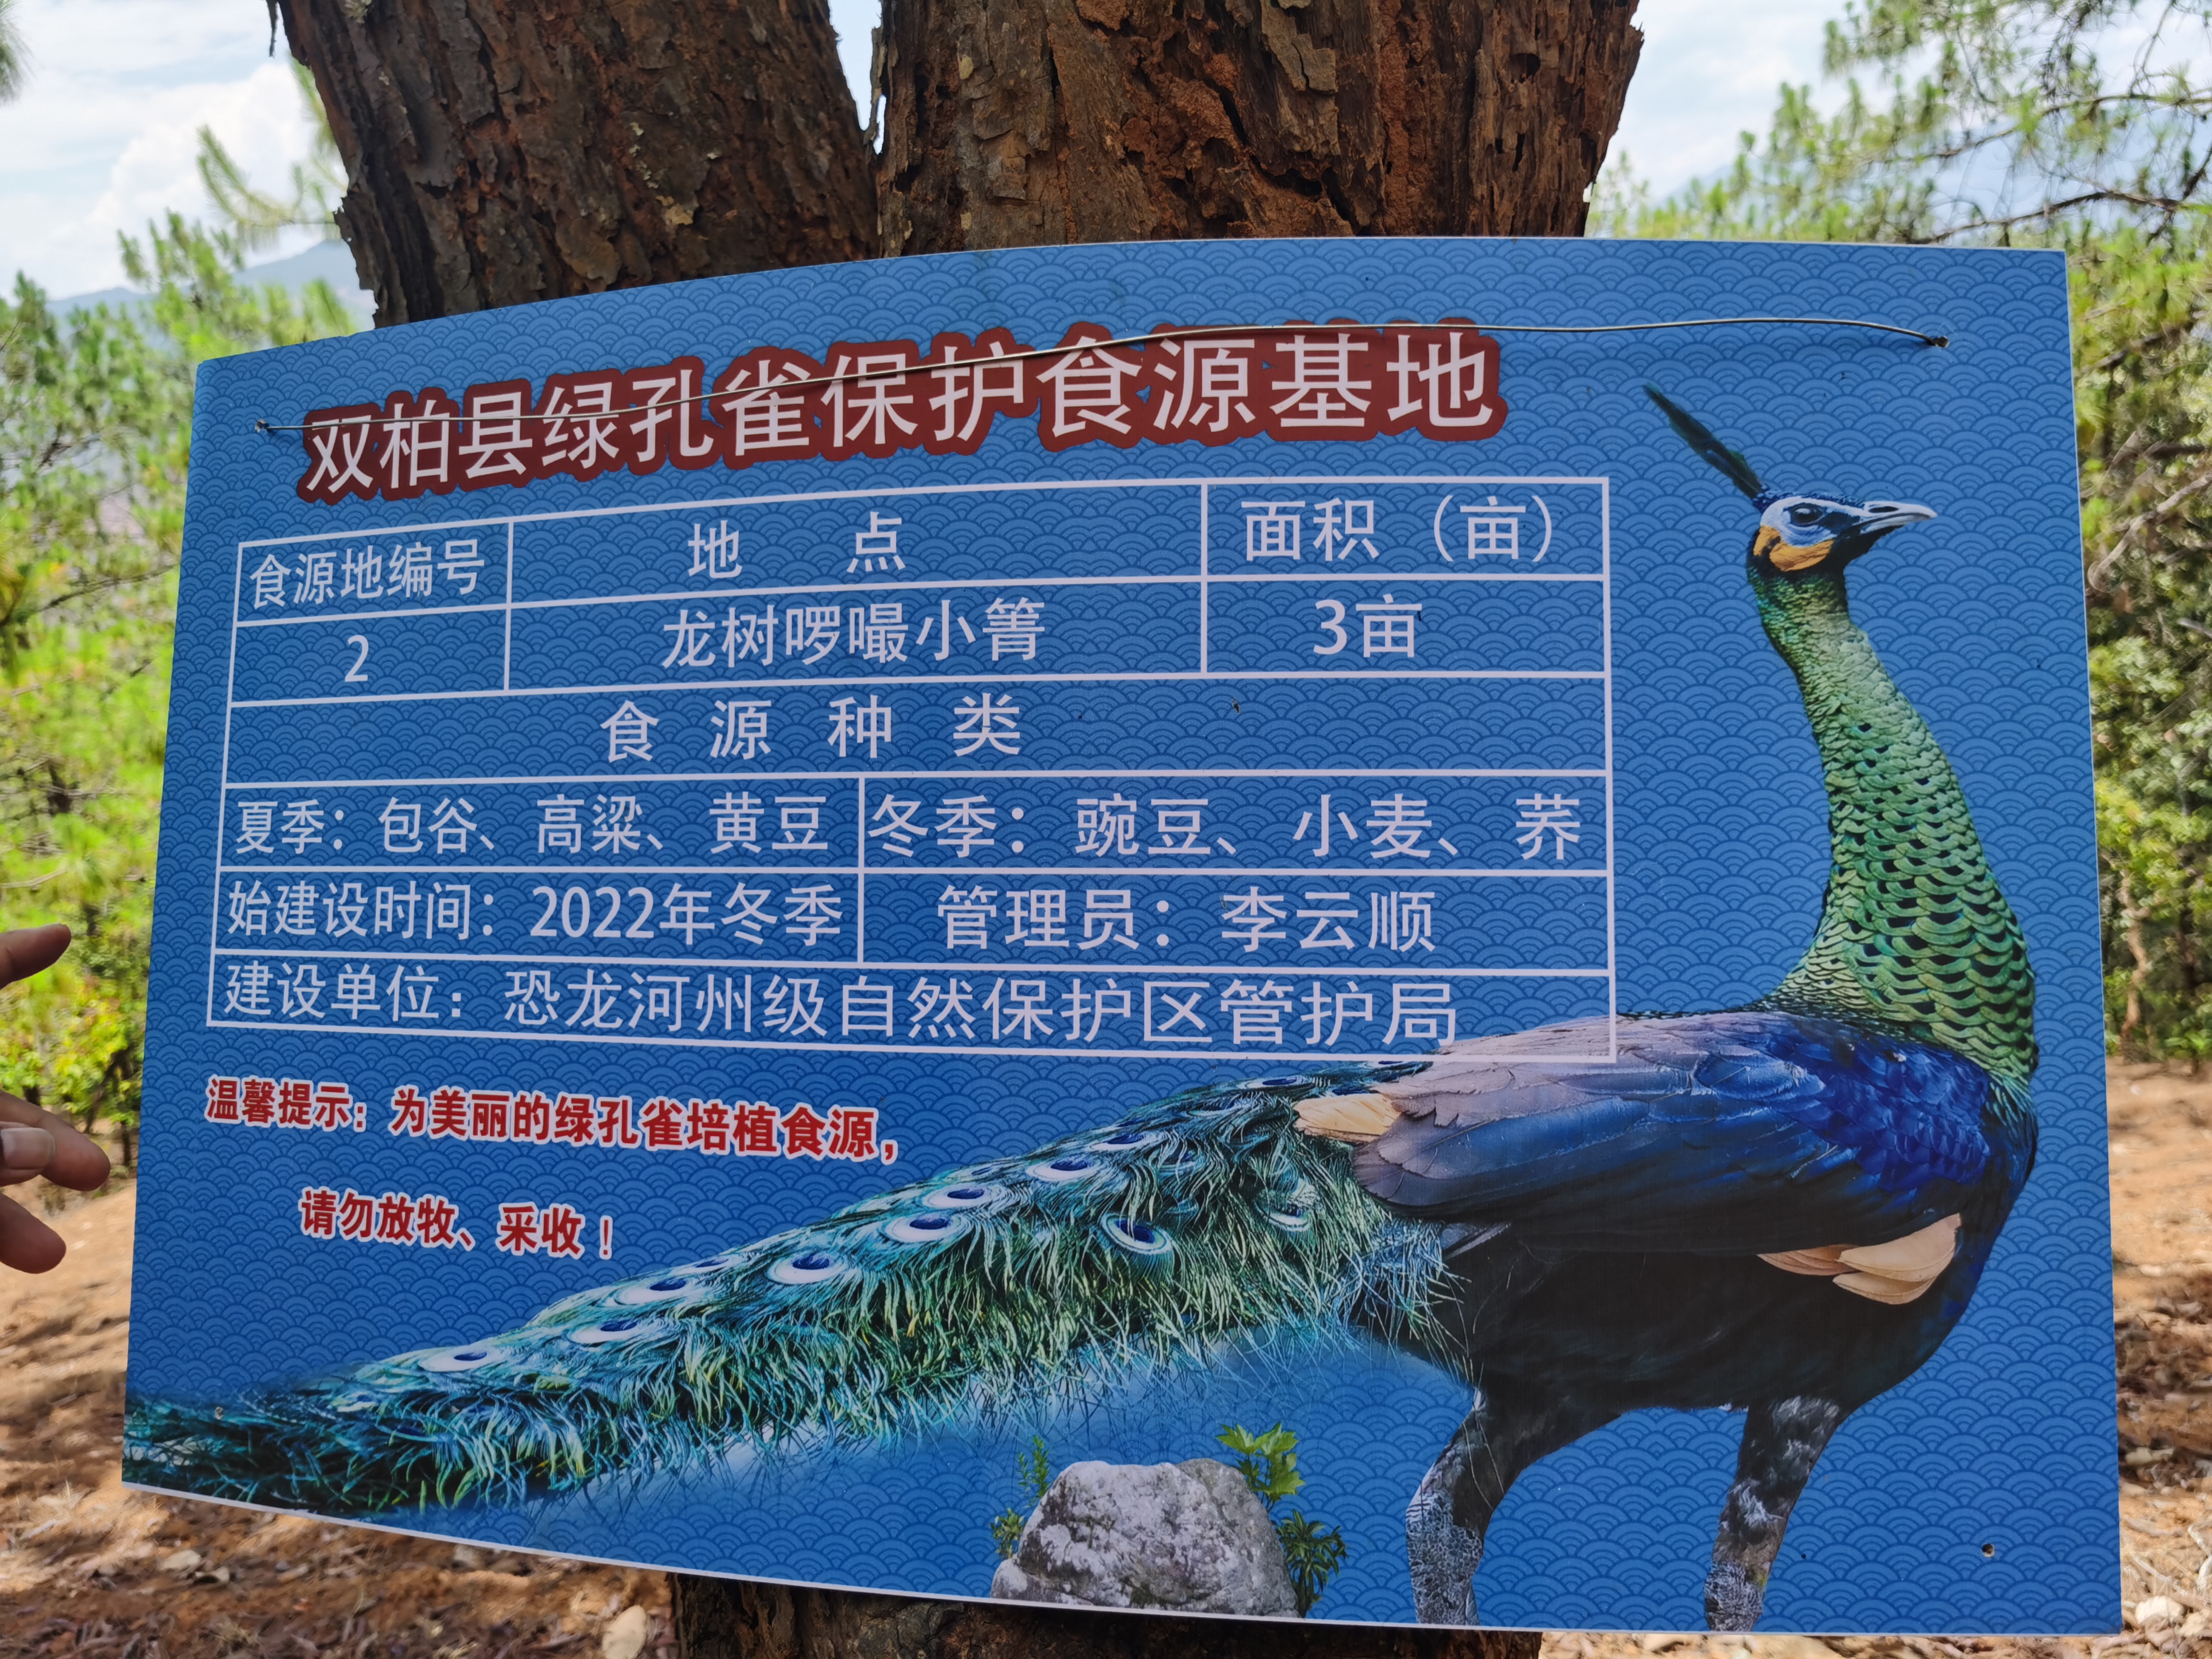 双柏县绿孔雀保护食源基地
食源地编号 地 点 面积（亩）
2 龙树啰嘬小箐 3亩
食 源 种 类
夏季：包谷、高粱、黄豆 冬季：豌豆、小麦、荞
始建设时间：2022年冬季 管理员：李云顺
建设单位：恐龙河州级自然保护区管护局
温馨提示：为美丽的绿孔雀培植食源，
请勿放牧、采收！